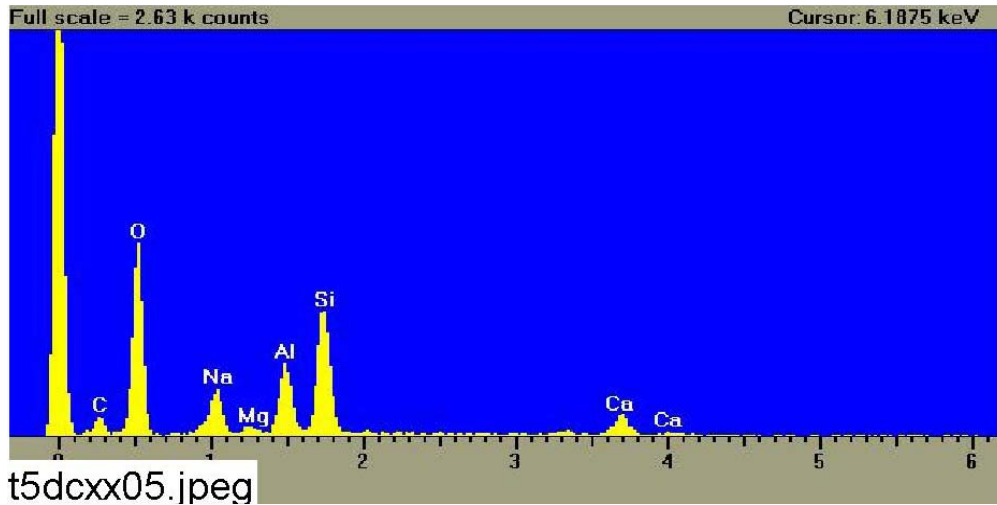 Full scale = 2.63 k counts Cursor: 6.1875 keV
O
Si
Al
Na
C Mg Ca Ca
0 1 2 3 4 5 6
t5dcxx05.jpeg